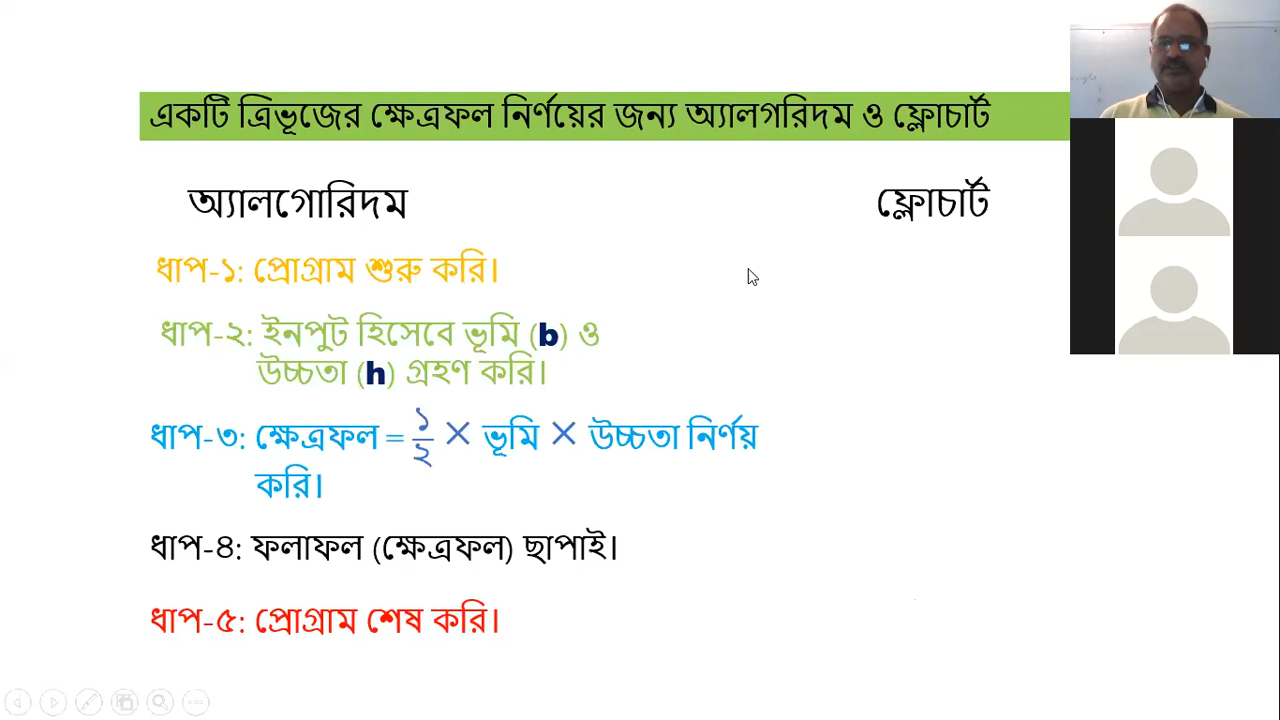 একটি ত্রিভূজের ক্ষেত্রফল নির্ণয়ের জন্য অ্যালগরিদম ও ফ্লোচার্ট
অ্যালগোরিদম
ফ্লোচার্ট
ধাপ-১: প্রোগ্রাম শুরু করি।
ধাপ-২: ইনপুট হিসেবে ভূমি (b) ও
উচ্চতা (h) গ্রহণ করি।
ধাপ-৩: ক্ষেত্রফল = ১/২ × ভূমি × উচ্চতা নির্ণয়
করি।
ধাপ-৪: ফলাফল (ক্ষেত্রফল) ছাপাই।
ধাপ-৫: প্রোগ্রাম শেষ করি।